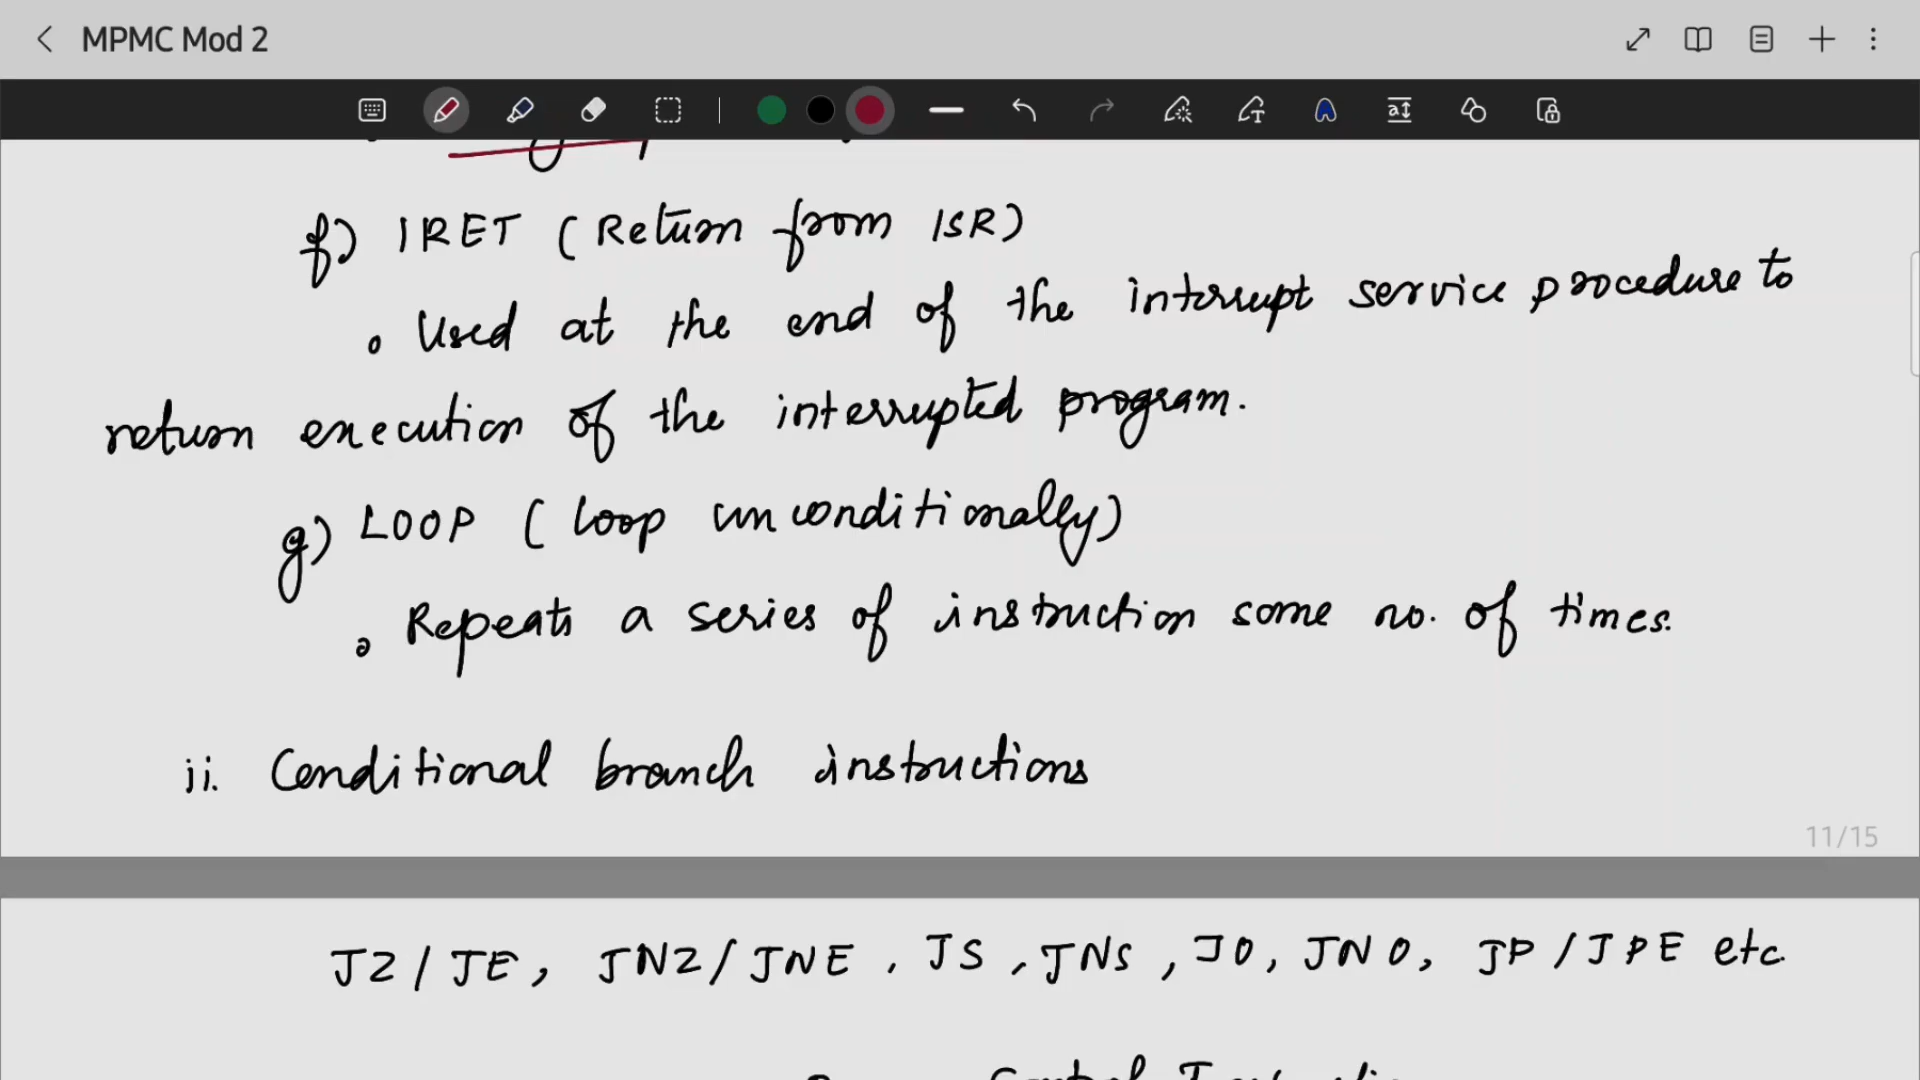 MPMC Mod 2
f) IRET (Return from ISR)
• Used at the end of the interrupt service procedure to
return execution of the interrupted program.
g) LOOP (Loop unconditionally)
• Repeats a series of instruction some no. of times.
ii. Conditional branch instructions
11/15
JZ/JE, JNZ/JNE, JS, JNS, JO, JNO, JP/JPE etc.